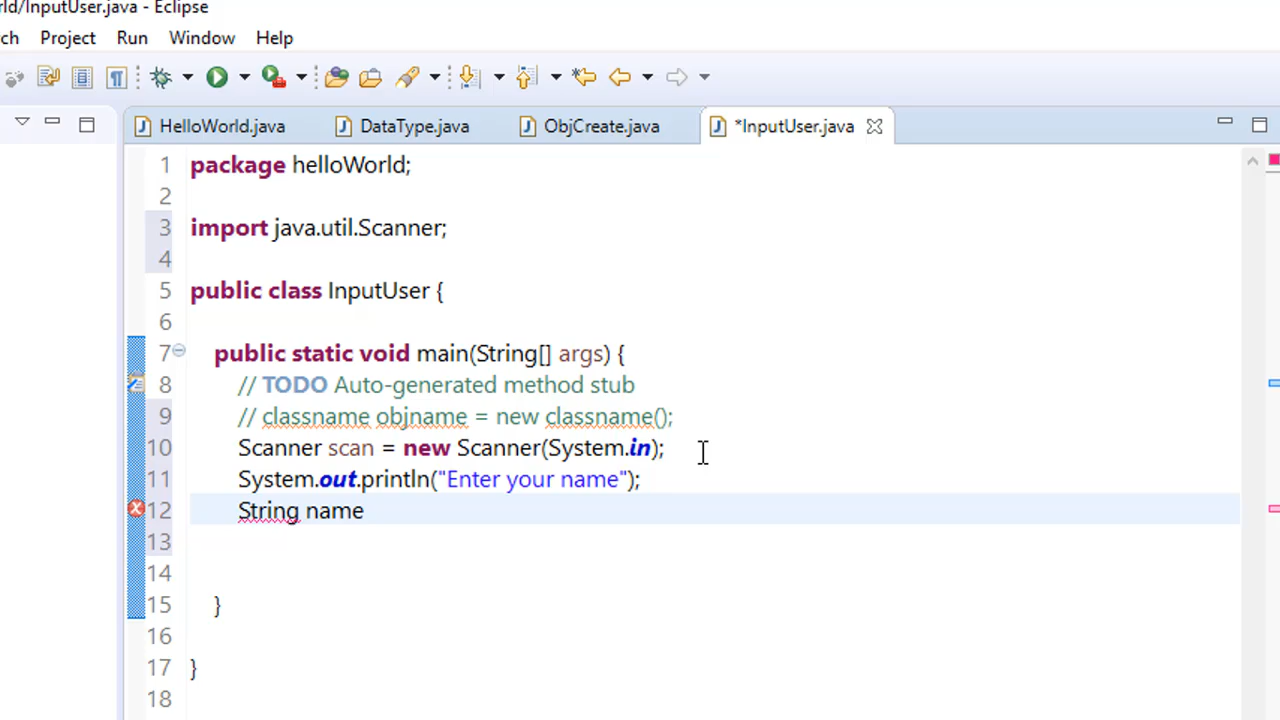 ld/InputUser.java - Eclipse
ch Project Run Window Help
HelloWorld.java DataType.java ObjCreate.java *InputUser.java
1 package helloWorld;
2
3 import java.util.Scanner;
4
5 public class InputUser {
6
7 public static void main(String[] args) {
8 // TODO Auto-generated method stub
9 // classname objname = new classname();
10 Scanner scan = new Scanner(System.in);
11 System.out.println("Enter your name");
12 String name
13
14
15 }
16
17 }
18